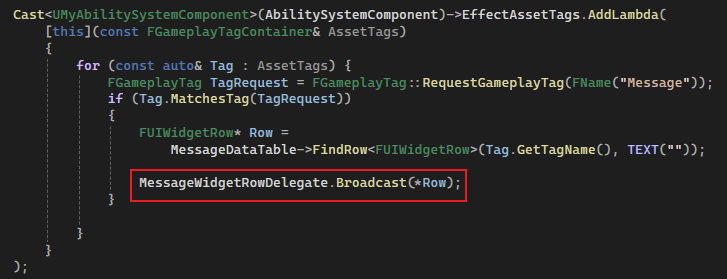 Cast<UMyAbilitySystemComponent>(AbilitySystemComponent)->EffectAssetTags.AddLambda(
[this](const FGameplayTagContainer& AssetTags)
{
for (const auto& Tag : AssetTags) {
FGameplayTag TagRequest = FGameplayTag::RequestGameplayTag(FName("Message"));
if (Tag.MatchesTag(TagRequest))
{
FUIWidgetRow* Row =
MessageDataTable->FindRow<FUIWidgetRow>(Tag.GetTagName(), TEXT(""));
MessageWidgetRowDelegate.Broadcast(*Row);
}
}
}
);